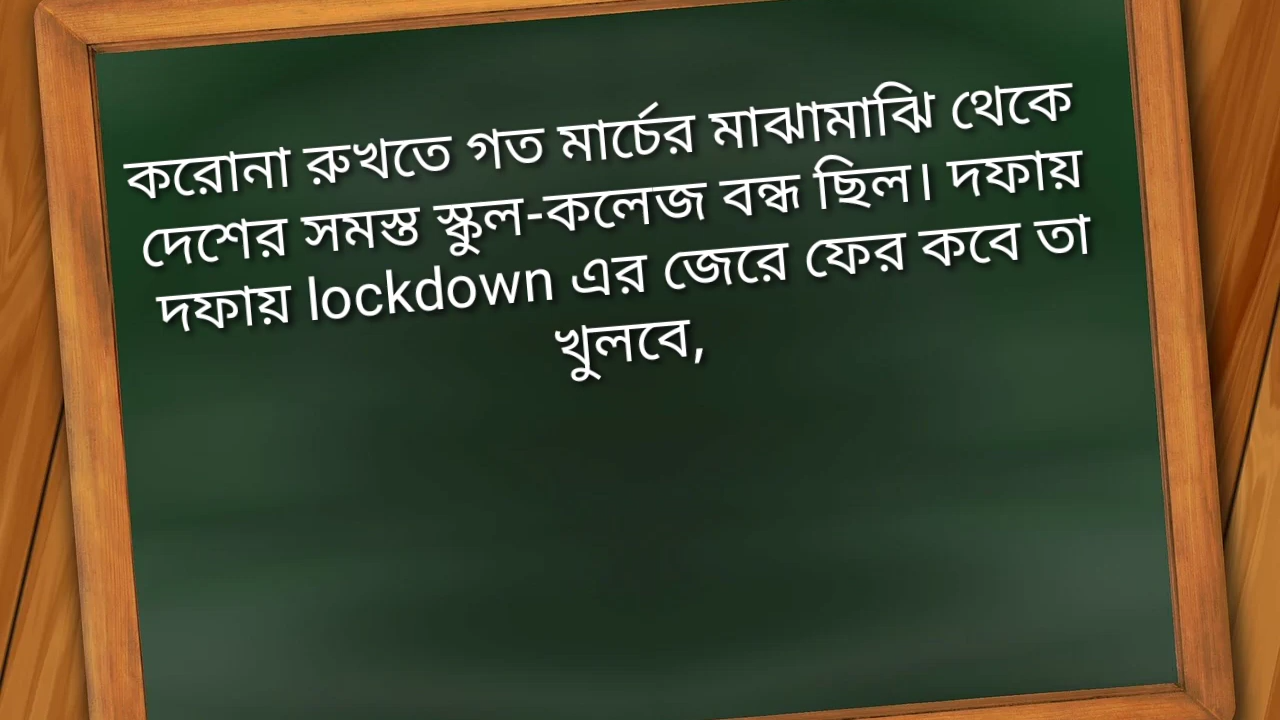 করোনা রুখতে গত মার্চের মাঝামাঝি থেকে
দেশের সমস্ত স্কুল-কলেজ বন্ধ ছিল। দফায়
দফায় lockdown এর জেরে ফের কবে তা
খুলবে,